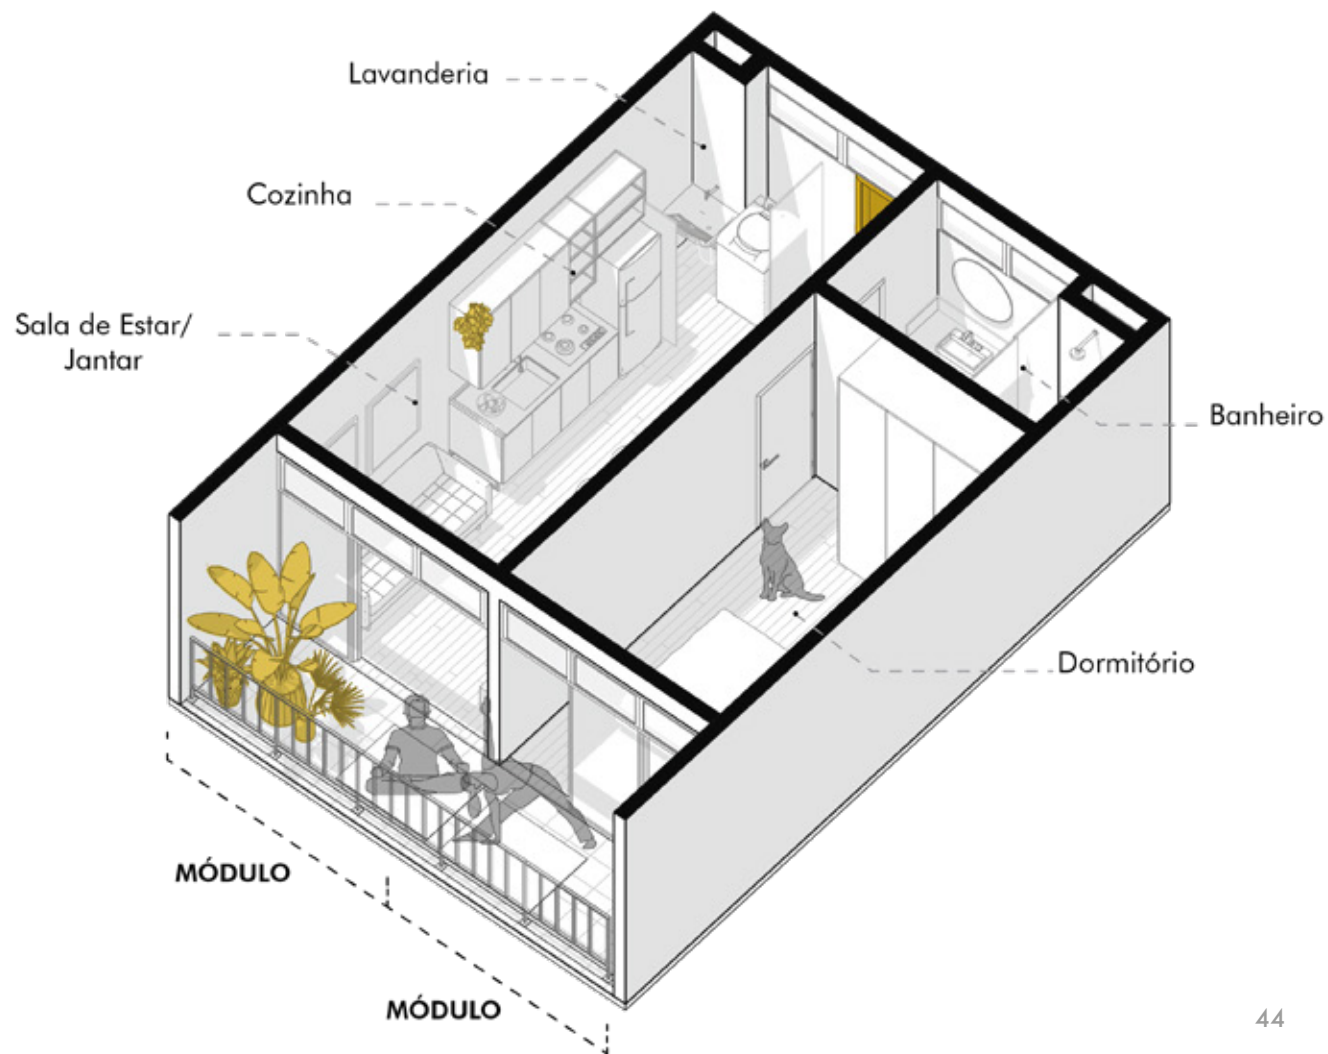 Lavanderia
Cozinha
Sala de Estar/
Jantar
Banheiro
Dormitório
MÓDULO
MÓDULO
44